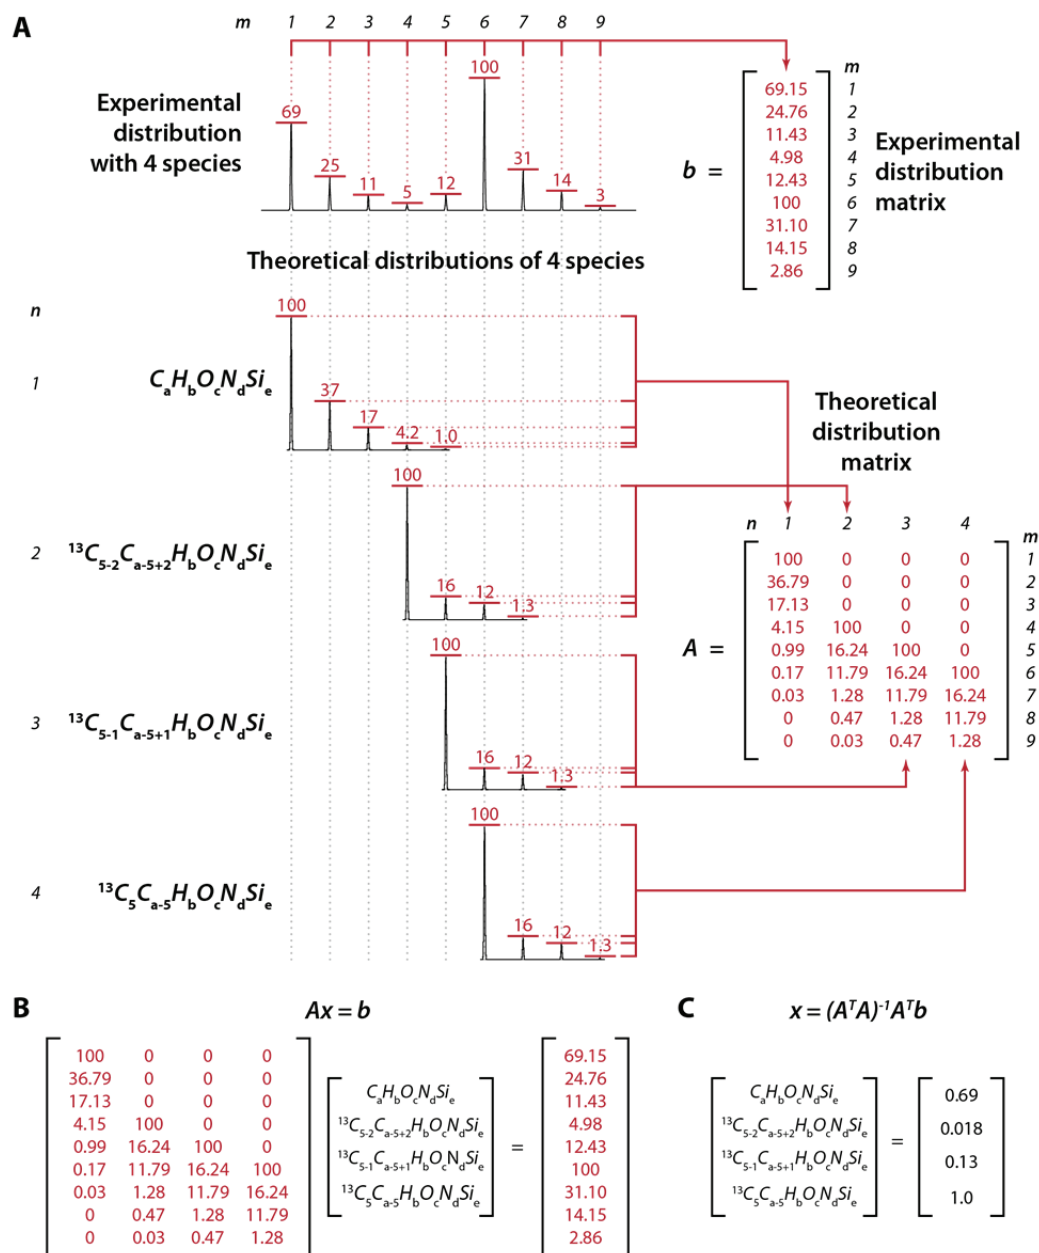 A
m 1 2 3 4 5 6 7 8 9
Experimental
distribution
with 4 species
69
25
11
5
12
100
31
14
3
b =
m
69.15 1
24.76 2
11.43 3
4.98 4
12.43 5
100 6
31.10 7
14.15 8
2.86 9
Experimental
distribution
matrix
Theoretical distributions of 4 species
n
1 CaHbOcNdSie
100
37
17
4.2
1.0
2 13C5-2Ca-5+2HbOcNdSie
100
16
12
1.3
3 13C5-1Ca-5+1HbOcNdSie
100
16
12
1.3
4 13C5Ca-5HbOcNdSie
100
16
12
1.3
Theoretical
distribution
matrix
n 1 2 3 4
m
A =
100 0 0 0 1
36.79 0 0 0 2
17.13 0 0 0 3
4.15 100 0 0 4
0.99 16.24 100 0 5
0.17 11.79 16.24 100 6
0.03 1.28 11.79 16.24 7
0 0.47 1.28 11.79 8
0 0.03 0.47 1.28 9
B
Ax = b
100 0 0 0
36.79 0 0 0
17.13 0 0 0
4.15 100 0 0
0.99 16.24 100 0
0.17 11.79 16.24 100
0.03 1.28 11.79 16.24
0 0.47 1.28 11.79
0 0.03 0.47 1.28
CaHbOcNdSie
13C5-2Ca-5+2HbOcNdSie
13C5-1Ca-5+1HbOcNdSie
13C5Ca-5HbOcNdSie
=
69.15
24.76
11.43
4.98
12.43
100
31.10
14.15
2.86
C
x = (ATA)-1ATb
CaHbOcNdSie
13C5-2Ca-5+2HbOcNdSie
13C5-1Ca-5+1HbOcNdSie
13C5Ca-5HbOcNdSie
=
0.69
0.018
0.13
1.0